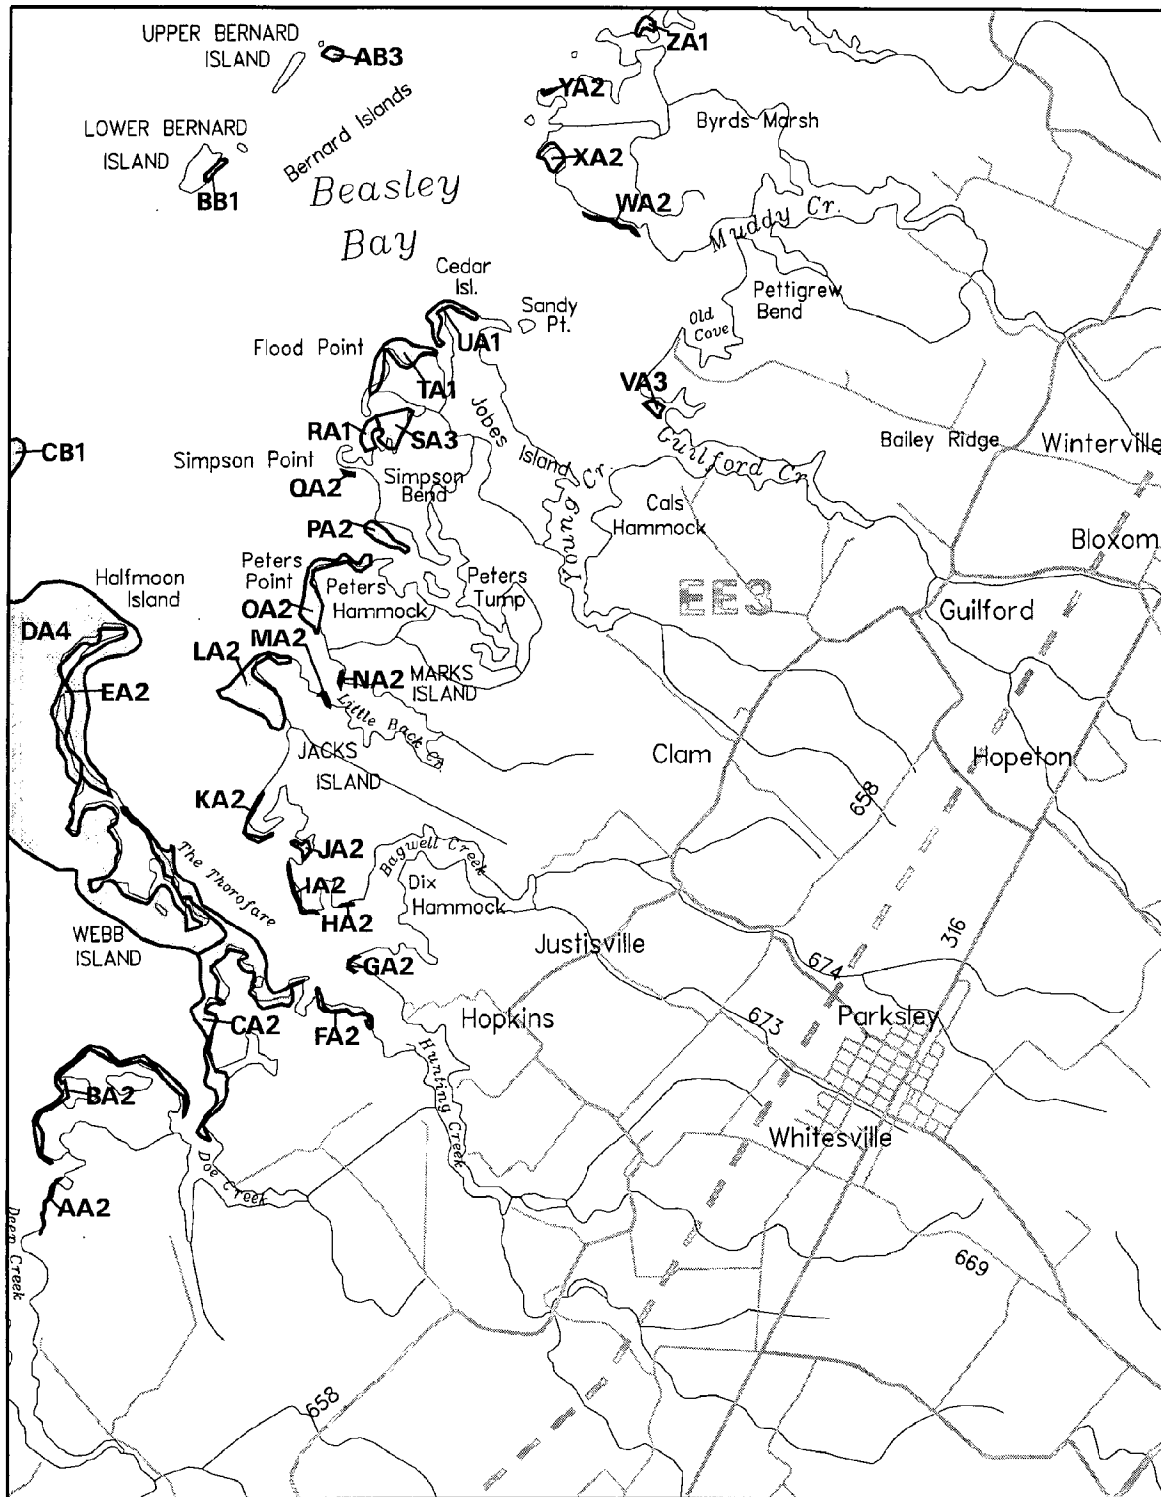 UPPER BERNARD
ISLAND
AB3
ZA1
YA2
LOWER BERNARD
ISLAND
Bernard Islands
Byrds Marsh
XA2
BB1
Beasley
Bay
WA2
Muddy Cr.
Cedar
Isl.
Sandy
Pt.
Pettigrew
Bend
Old
Cove
UA1
Flood Point
TA1
VA3
Jobes
Island
RA1
SA3
CB1
Simpson Point
Simpson
Bend
QA2
Guilford Cr.
Bailey Ridge
Winterville
Young Cr.
Cals
Hammock
PA2
Bloxom
Peters
Point
Peters
Hammock
Peters
Tump
Halfmoon
Island
OA2
EE3
Guilford
DA4
MA2
LA2
EA2
NA2
MARKS
ISLAND
Little Back Cr.
JACKS
ISLAND
Clam
Hopeton
658
KA2
The Thorofare
JA2
Bagwell Creek
IA2
Dix
Hammock
HA2
WEBB
ISLAND
Justisville
316
674
GA2
CA2
FA2
Hopkins
673
Parksley
Hunting Creek
BA2
Whitesville
Doe Creek
AA2
Deep Creek
669
658